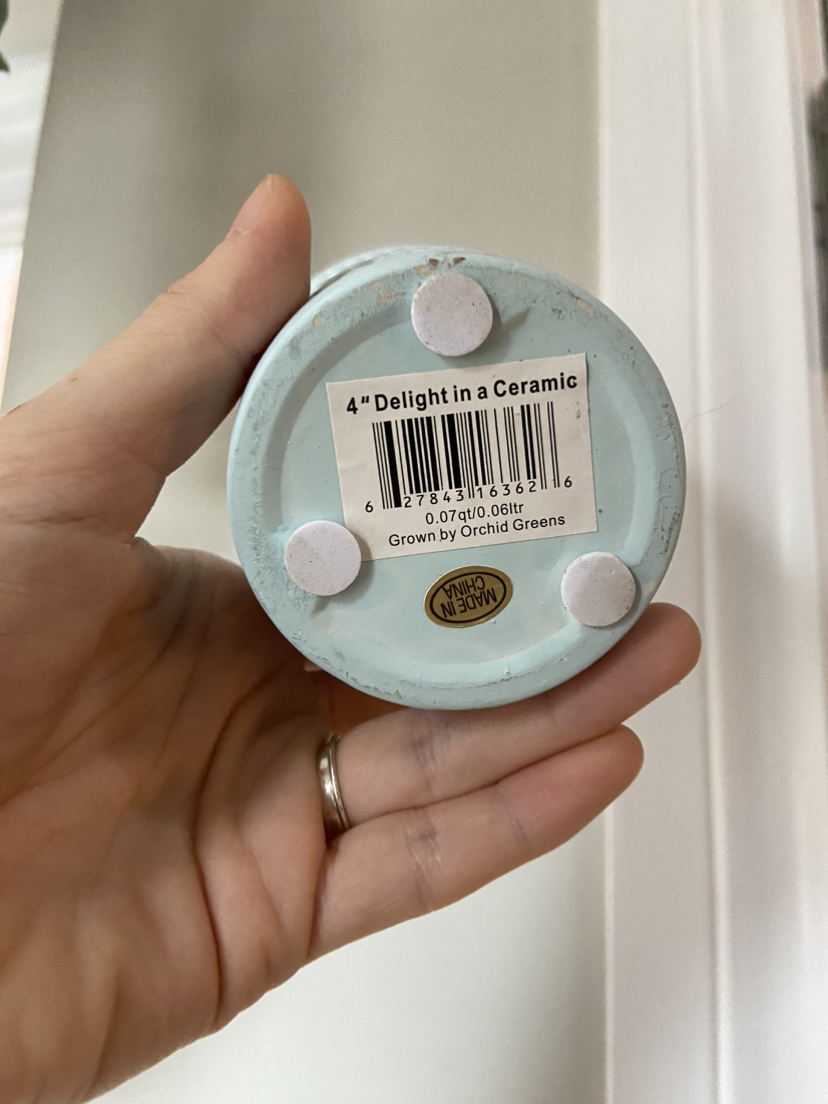 4" Delight in a Ceramic
6 27843 16362 6
0.07qt/0.06ltr
Grown by Orchid Greens
MADE IN
CHINA